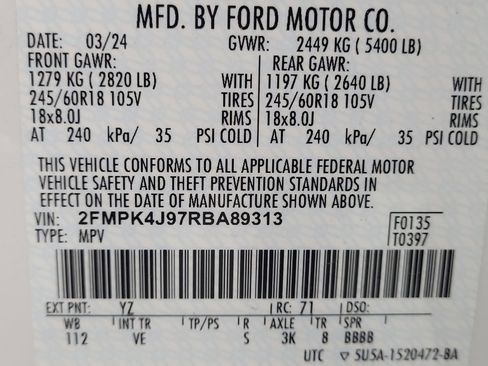 MFD. BY FORD MOTOR CO.
DATE: 03/24 GVWR: 2449 KG ( 5400 LB)
FRONT GAWR: REAR GAWR:
1279 KG ( 2820 LB) WITH 1197 KG ( 2640 LB) WITH
245/60R18 105V TIRES 245/60R18 105V TIRES
18x8.0J RIMS 18x8.0J RIMS
AT 240 kPa/ 35 PSI COLD AT 240 kPa/ 35 PSI COLD
THIS VEHICLE CONFORMS TO ALL APPLICABLE FEDERAL MOTOR
VEHICLE SAFETY AND THEFT PREVENTION STANDARDS IN
EFFECT ON THE DATE OF MANUFACTURE SHOWN ABOVE.
VIN: 2FMPK4J97RBA89313 F0135
TYPE: MPV T0397
EXT PNT: YZ RC: 71 DSO:
WB INT TR TP/PS R AXLE TR SPR
112 VE S 3K 8 BBBB
UTC 5U5A-1520472-BA